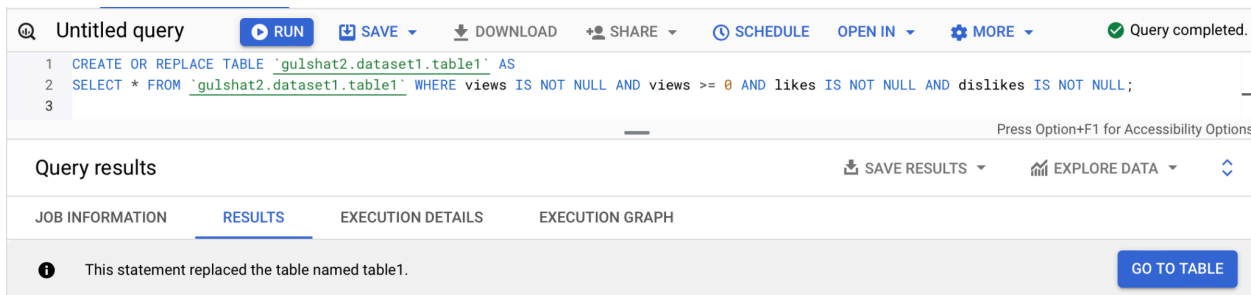 Untitled query RUN SAVE DOWNLOAD SHARE SCHEDULE OPEN IN MORE Query completed.
1 CREATE OR REPLACE TABLE `gulshat2.dataset1.table1` AS
2 SELECT * FROM `gulshat2.dataset1.table1` WHERE views IS NOT NULL AND views >= 0 AND likes IS NOT NULL AND dislikes IS NOT NULL;
3
Press Option+F1 for Accessibility Options
Query results SAVE RESULTS EXPLORE DATA
JOB INFORMATION RESULTS EXECUTION DETAILS EXECUTION GRAPH
This statement replaced the table named table1. GO TO TABLE